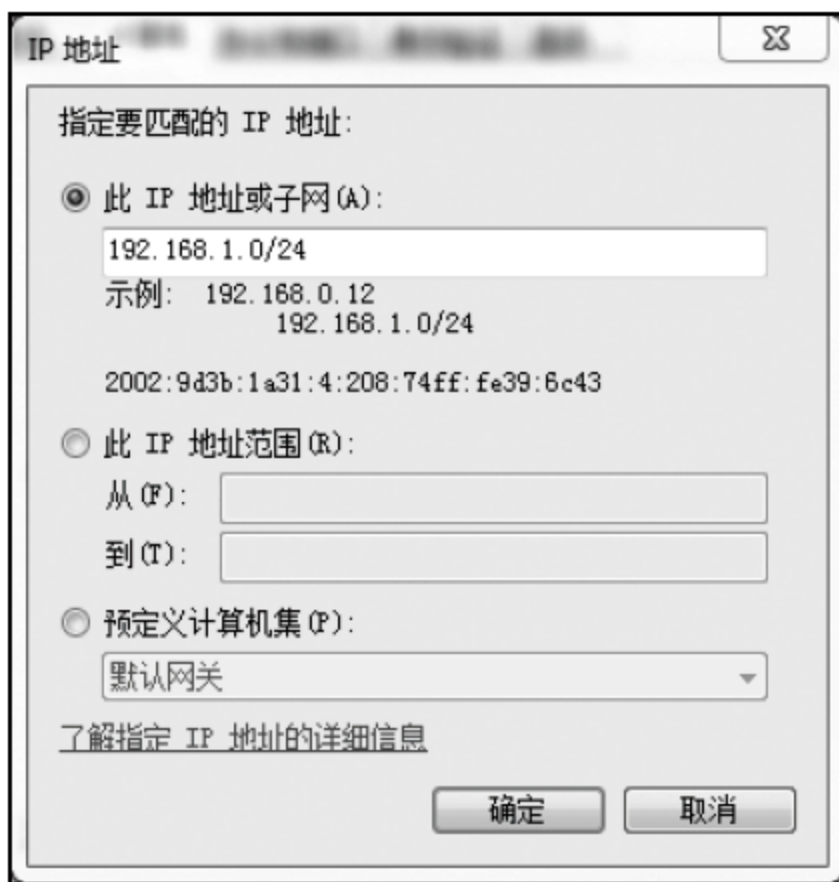 IP 地址
指定要匹配的 IP 地址:
此 IP 地址或子网(A):
192.168.1.0/24
示例: 192.168.0.12
192.168.1.0/24
2002:9d3b:1a31:4:208:74ff:fe39:6c43
此 IP 地址范围(R):
从(F):
到(T):
预定义计算机集(P):
默认网关
了解指定 IP 地址的详细信息
确定 取消